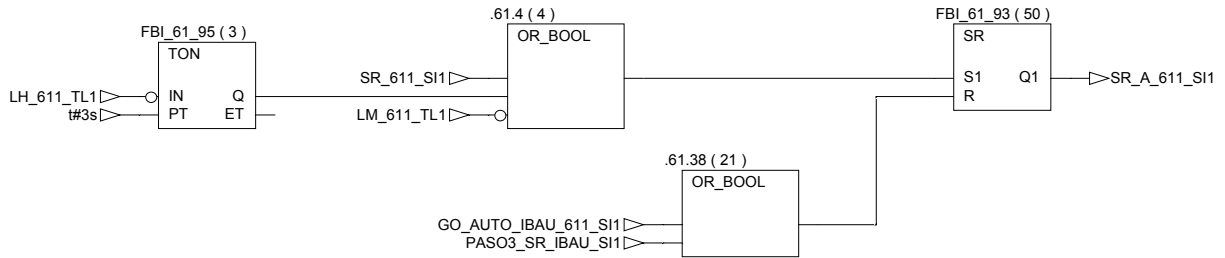 .61.4 ( 4 )
FBI_61_93 ( 50 )
FBI_61_95 ( 3 )
OR_BOOL
SR
TON
SR_611_SI1
S1 Q1
SR_A_611_SI1
LH_611_TL1
IN Q
R
t#3s
PT ET
LM_611_TL1
.61.38 ( 21 )
OR_BOOL
GO_AUTO_IBAU_611_SI1
PASO3_SR_IBAU_SI1